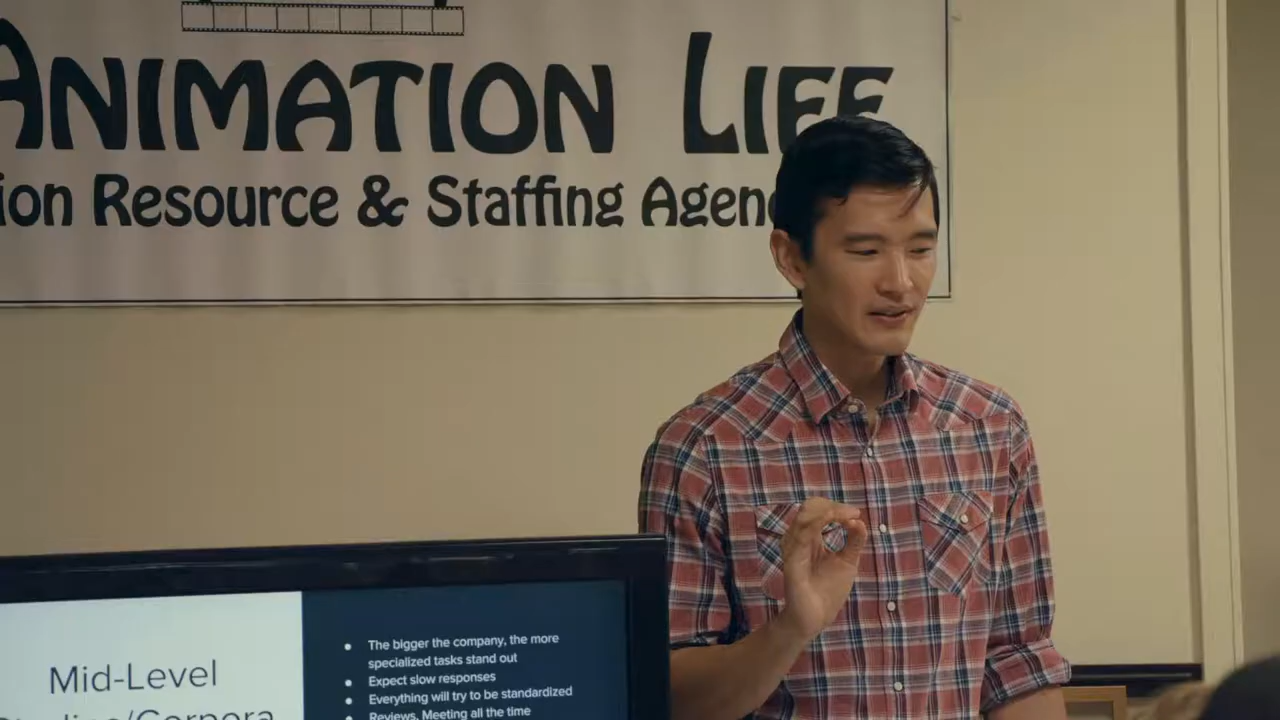 ANIMATION LIFE
ion Resource & Staffing Agenc
Mid-Level
The bigger the company, the more
specialized tasks stand out
Expect slow responses
Everything will try to be standardized
Reviews, Meeting all the time